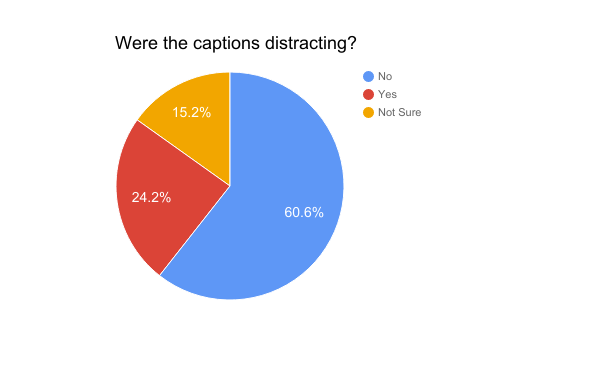 Were the captions distracting?
No
Yes
Not Sure
15.2%
24.2%
60.6%